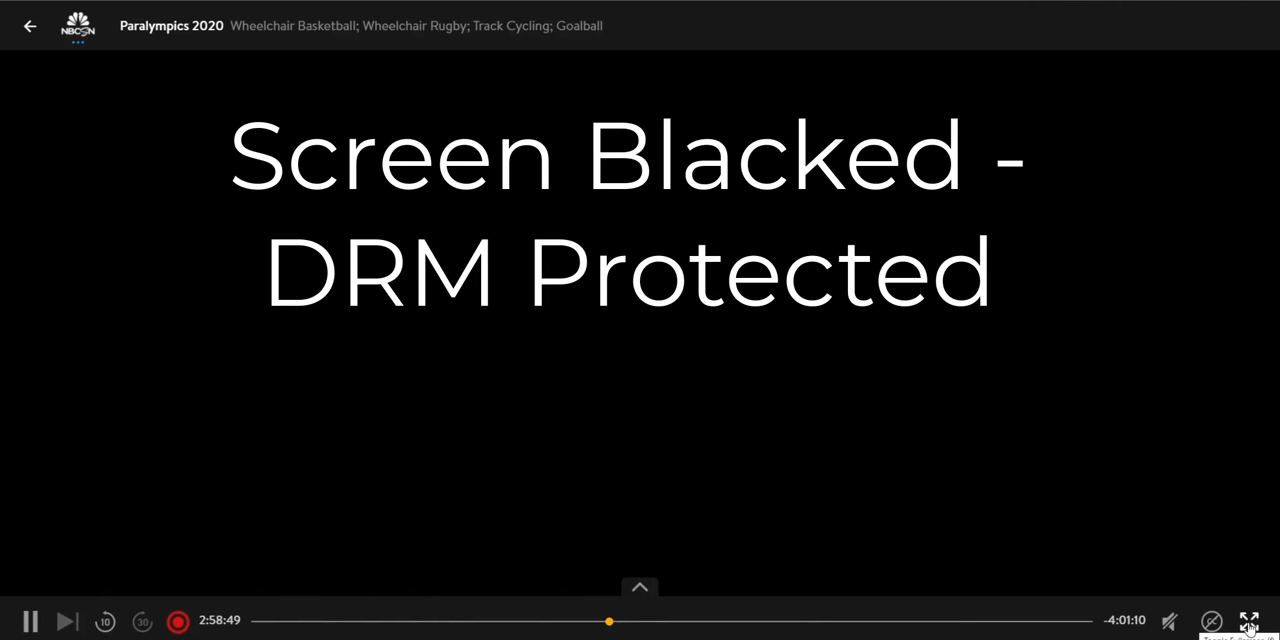 NBCSN
Paralympics 2020 Wheelchair Basketball; Wheelchair Rugby; Track Cycling; Goalball
Screen Blacked -
DRM Protected
10
30
2:58:49
-4:01:10